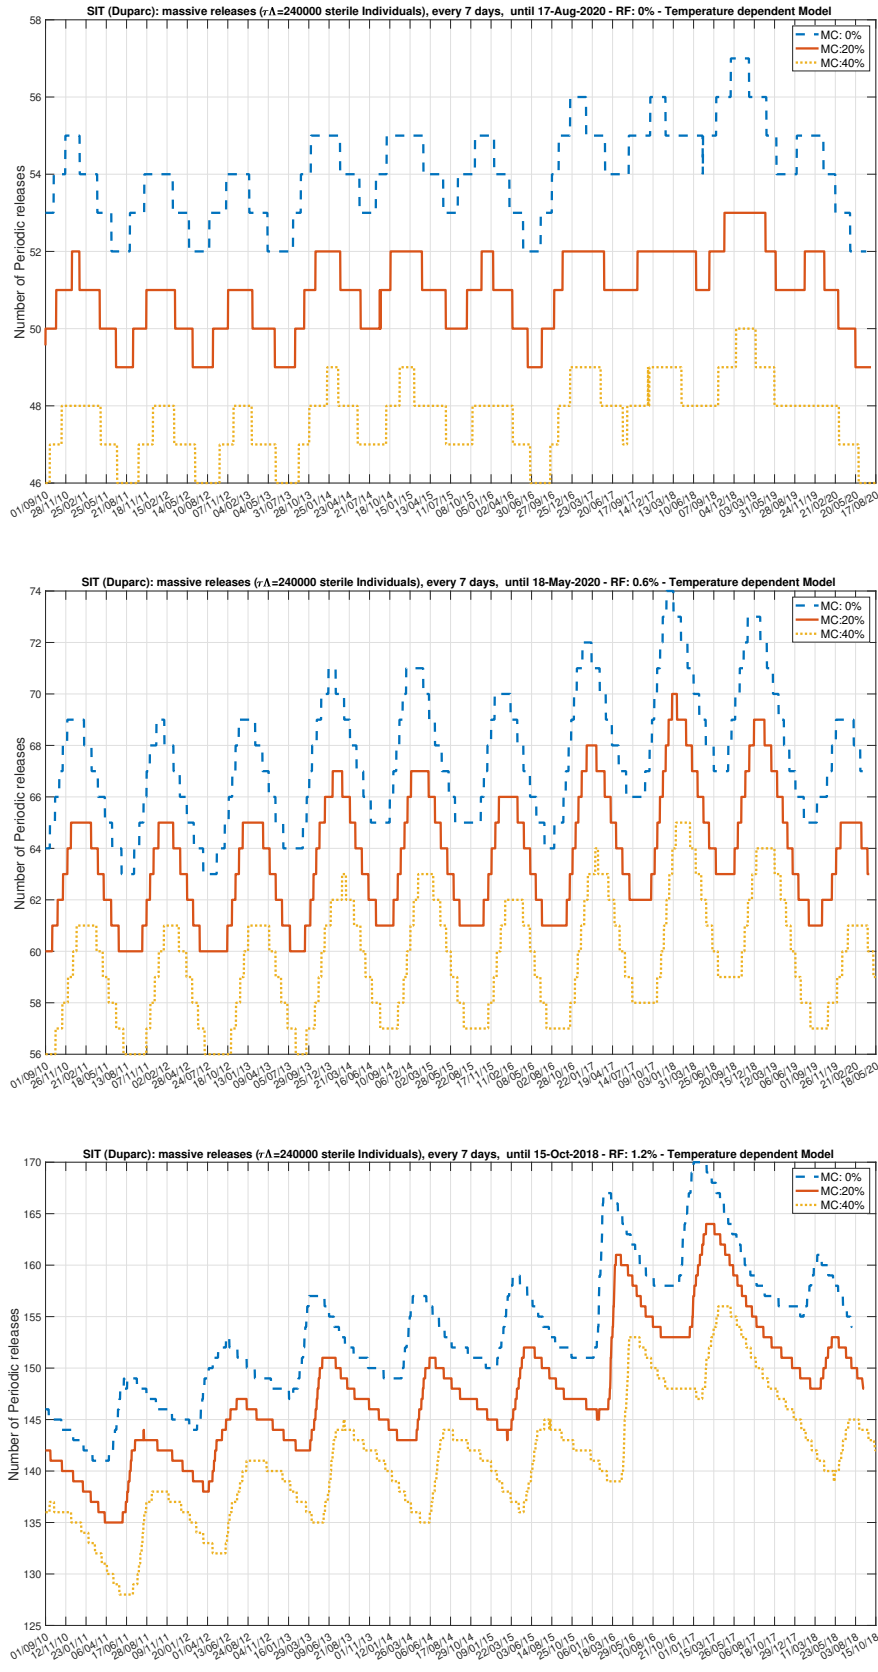 SIT (Duparc): massive releases (τΛ=240000 sterile Individuals), every 7 days, until 17-Aug-2020 - RF: 0% - Temperature dependent Model
MC: 0%
MC:20%
MC:40%
Number of Periodic releases
58
56
54
52
50
48
46
01/09/10 28/11/10 25/02/11 25/05/11 21/08/11 18/11/11 15/02/12 14/05/12 10/08/12 07/11/12 04/02/13 04/05/13 31/07/13 28/10/13 25/01/14 23/04/14 21/07/14 18/10/14 15/01/15 13/04/15 11/07/15 08/10/15 05/01/16 02/04/16 30/06/16 27/09/16 25/12/16 23/03/17 20/06/17 17/09/17 14/12/17 13/03/18 10/06/18 07/09/18 04/12/18 03/03/19 31/05/19 28/08/19 24/11/19 21/02/20 20/05/20 17/08/20
SIT (Duparc): massive releases (τΛ=240000 sterile Individuals), every 7 days, until 18-May-2020 - RF: 0.6% - Temperature dependent Model
MC: 0%
MC:20%
MC:40%
Number of Periodic releases
74
72
70
68
66
64
62
60
58
56
01/09/10 26/11/10 21/02/11 18/05/11 13/08/11 07/11/11 02/02/12 28/04/12 24/07/12 18/10/12 13/01/13 09/04/13 05/07/13 29/09/13 25/12/13 21/03/14 16/06/14 10/09/14 06/12/14 02/03/15 28/05/15 22/08/15 17/11/15 11/02/16 08/05/16 02/08/16 28/10/16 22/01/17 19/04/17 14/07/17 09/10/17 03/01/18 31/03/18 25/06/18 20/09/18 15/12/18 12/03/19 06/06/19 01/09/19 26/11/19 21/02/20 18/05/20
SIT (Duparc): massive releases (τΛ=240000 sterile Individuals), every 7 days, until 15-Oct-2018 - RF: 1.2% - Temperature dependent Model
MC: 0%
MC:20%
MC:40%
Number of Periodic releases
170
165
160
155
150
145
140
135
130
125
01/09/10 12/11/10 23/01/11 06/04/11 17/06/11 28/08/11 09/11/11 20/01/12 01/04/12 13/06/12 24/08/12 04/11/12 16/01/13 29/03/13 09/06/13 21/08/13 01/11/13 12/01/14 26/03/14 06/06/14 17/08/14 29/10/14 09/01/15 22/03/15 03/06/15 14/08/15 25/10/15 06/01/16 18/03/16 29/05/16 10/08/16 21/10/16 01/01/17 15/03/17 26/05/17 06/08/17 18/10/17 29/12/17 11/03/18 23/05/18 03/08/18 15/10/18